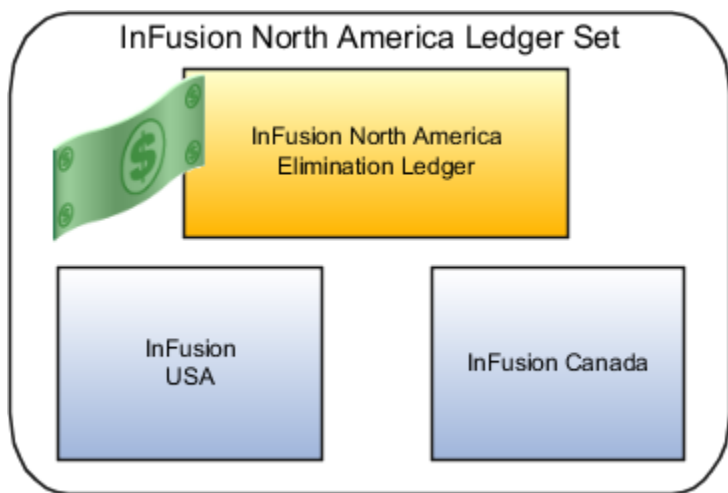 InFusion North America Ledger Set
InFusion North America
Elimination Ledger
$
InFusion
USA
InFusion Canada